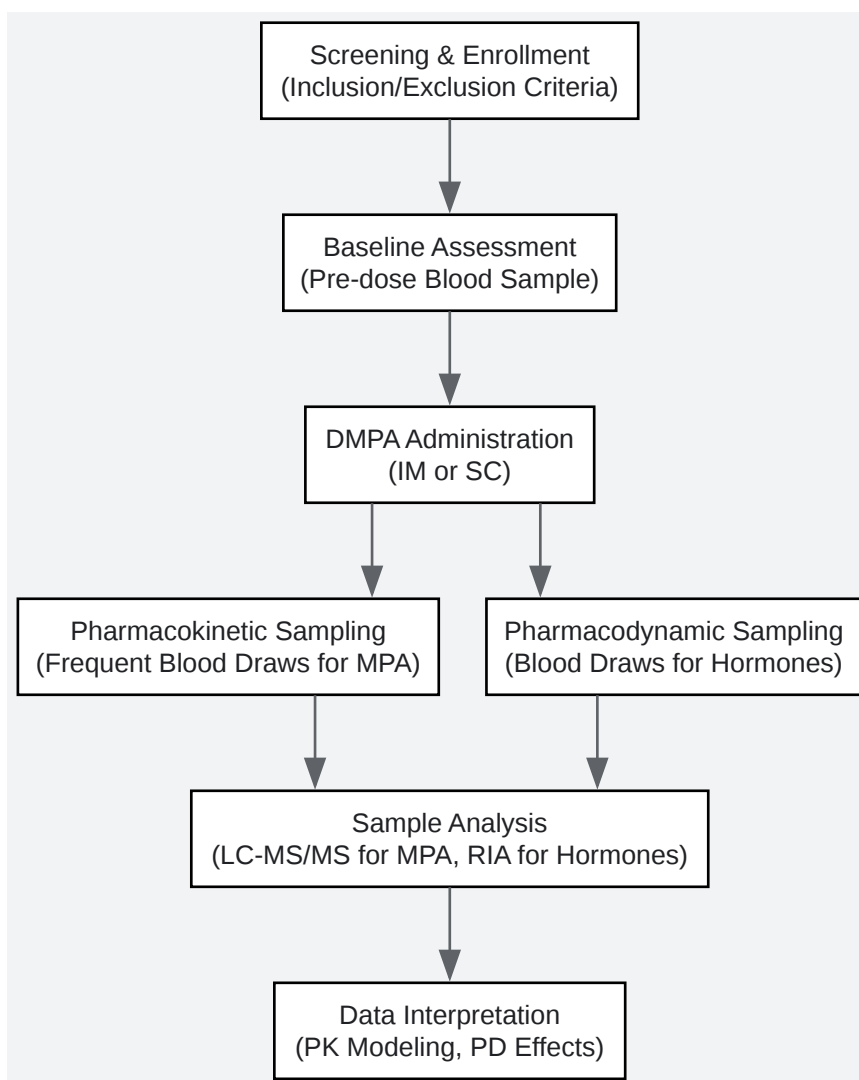 Screening & Enrollment
(Inclusion/Exclusion Criteria)
Baseline Assessment
(Pre-dose Blood Sample)
DMPA Administration
(IM or SC)
Pharmacokinetic Sampling
(Frequent Blood Draws for MPA)
Pharmacodynamic Sampling
(Blood Draws for Hormones)
Sample Analysis
(LC-MS/MS for MPA, RIA for Hormones)
Data Interpretation
(PK Modeling, PD Effects)